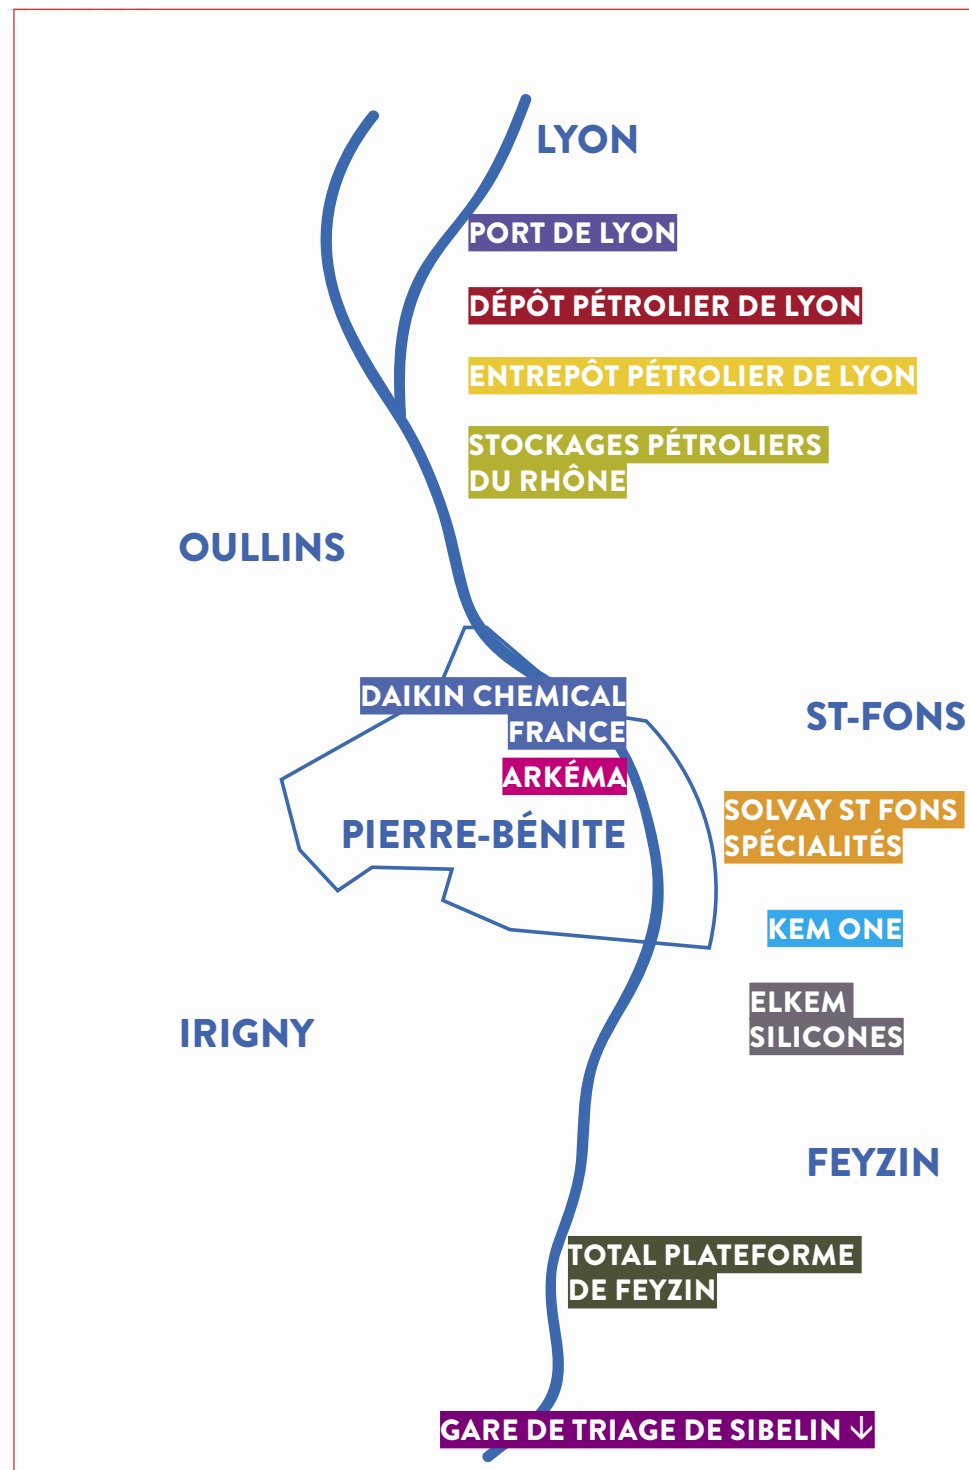 LYON
PORT DE LYON
DÉPÔT PÉTROLIER DE LYON
ENTREPÔT PÉTROLIER DE LYON
STOCKAGES PÉTROLIERS
DU RHÔNE
OULLINS
DAIKIN CHEMICAL
FRANCE
ST-FONS
ARKÉMA
PIERRE-BÉNITE
SOLVAY ST FONS
SPÉCIALITÉS
KEM ONE
ELKEM
SILICONES
IRIGNY
FEYZIN
TOTAL PLATEFORME
DE FEYZIN
GARE DE TRIAGE DE SIBELIN ↓